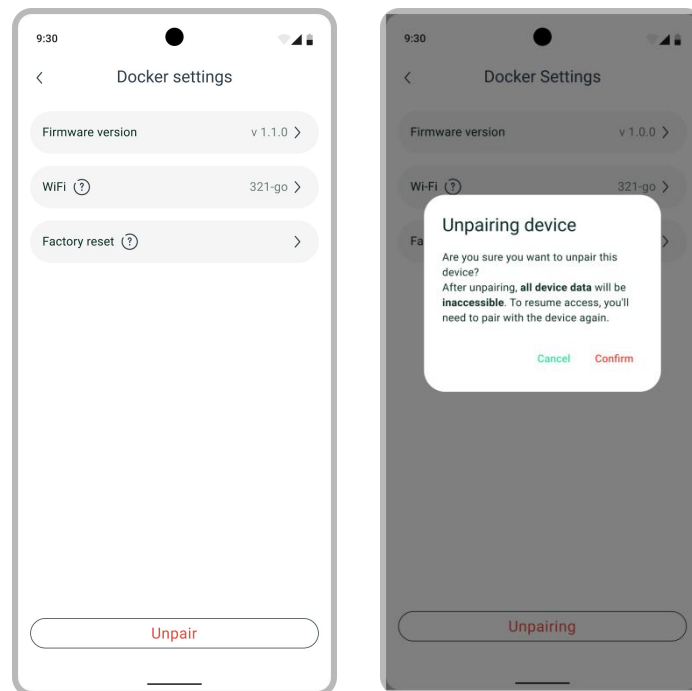 9:30
Docker settings
Firmware version v 1.1.0
WiFi ?
321-go
Factory reset ?
Unpair
9:30
Docker Settings
Firmware version v 1.0.0
Wi-Fi ?
321-go
Fa
Unpairing device
Are you sure you want to unpair this
device?
After unpairing, all device data will be
inaccessible. To resume access, you'll
need to pair with the device again.
Cancel Confirm
Unpairing